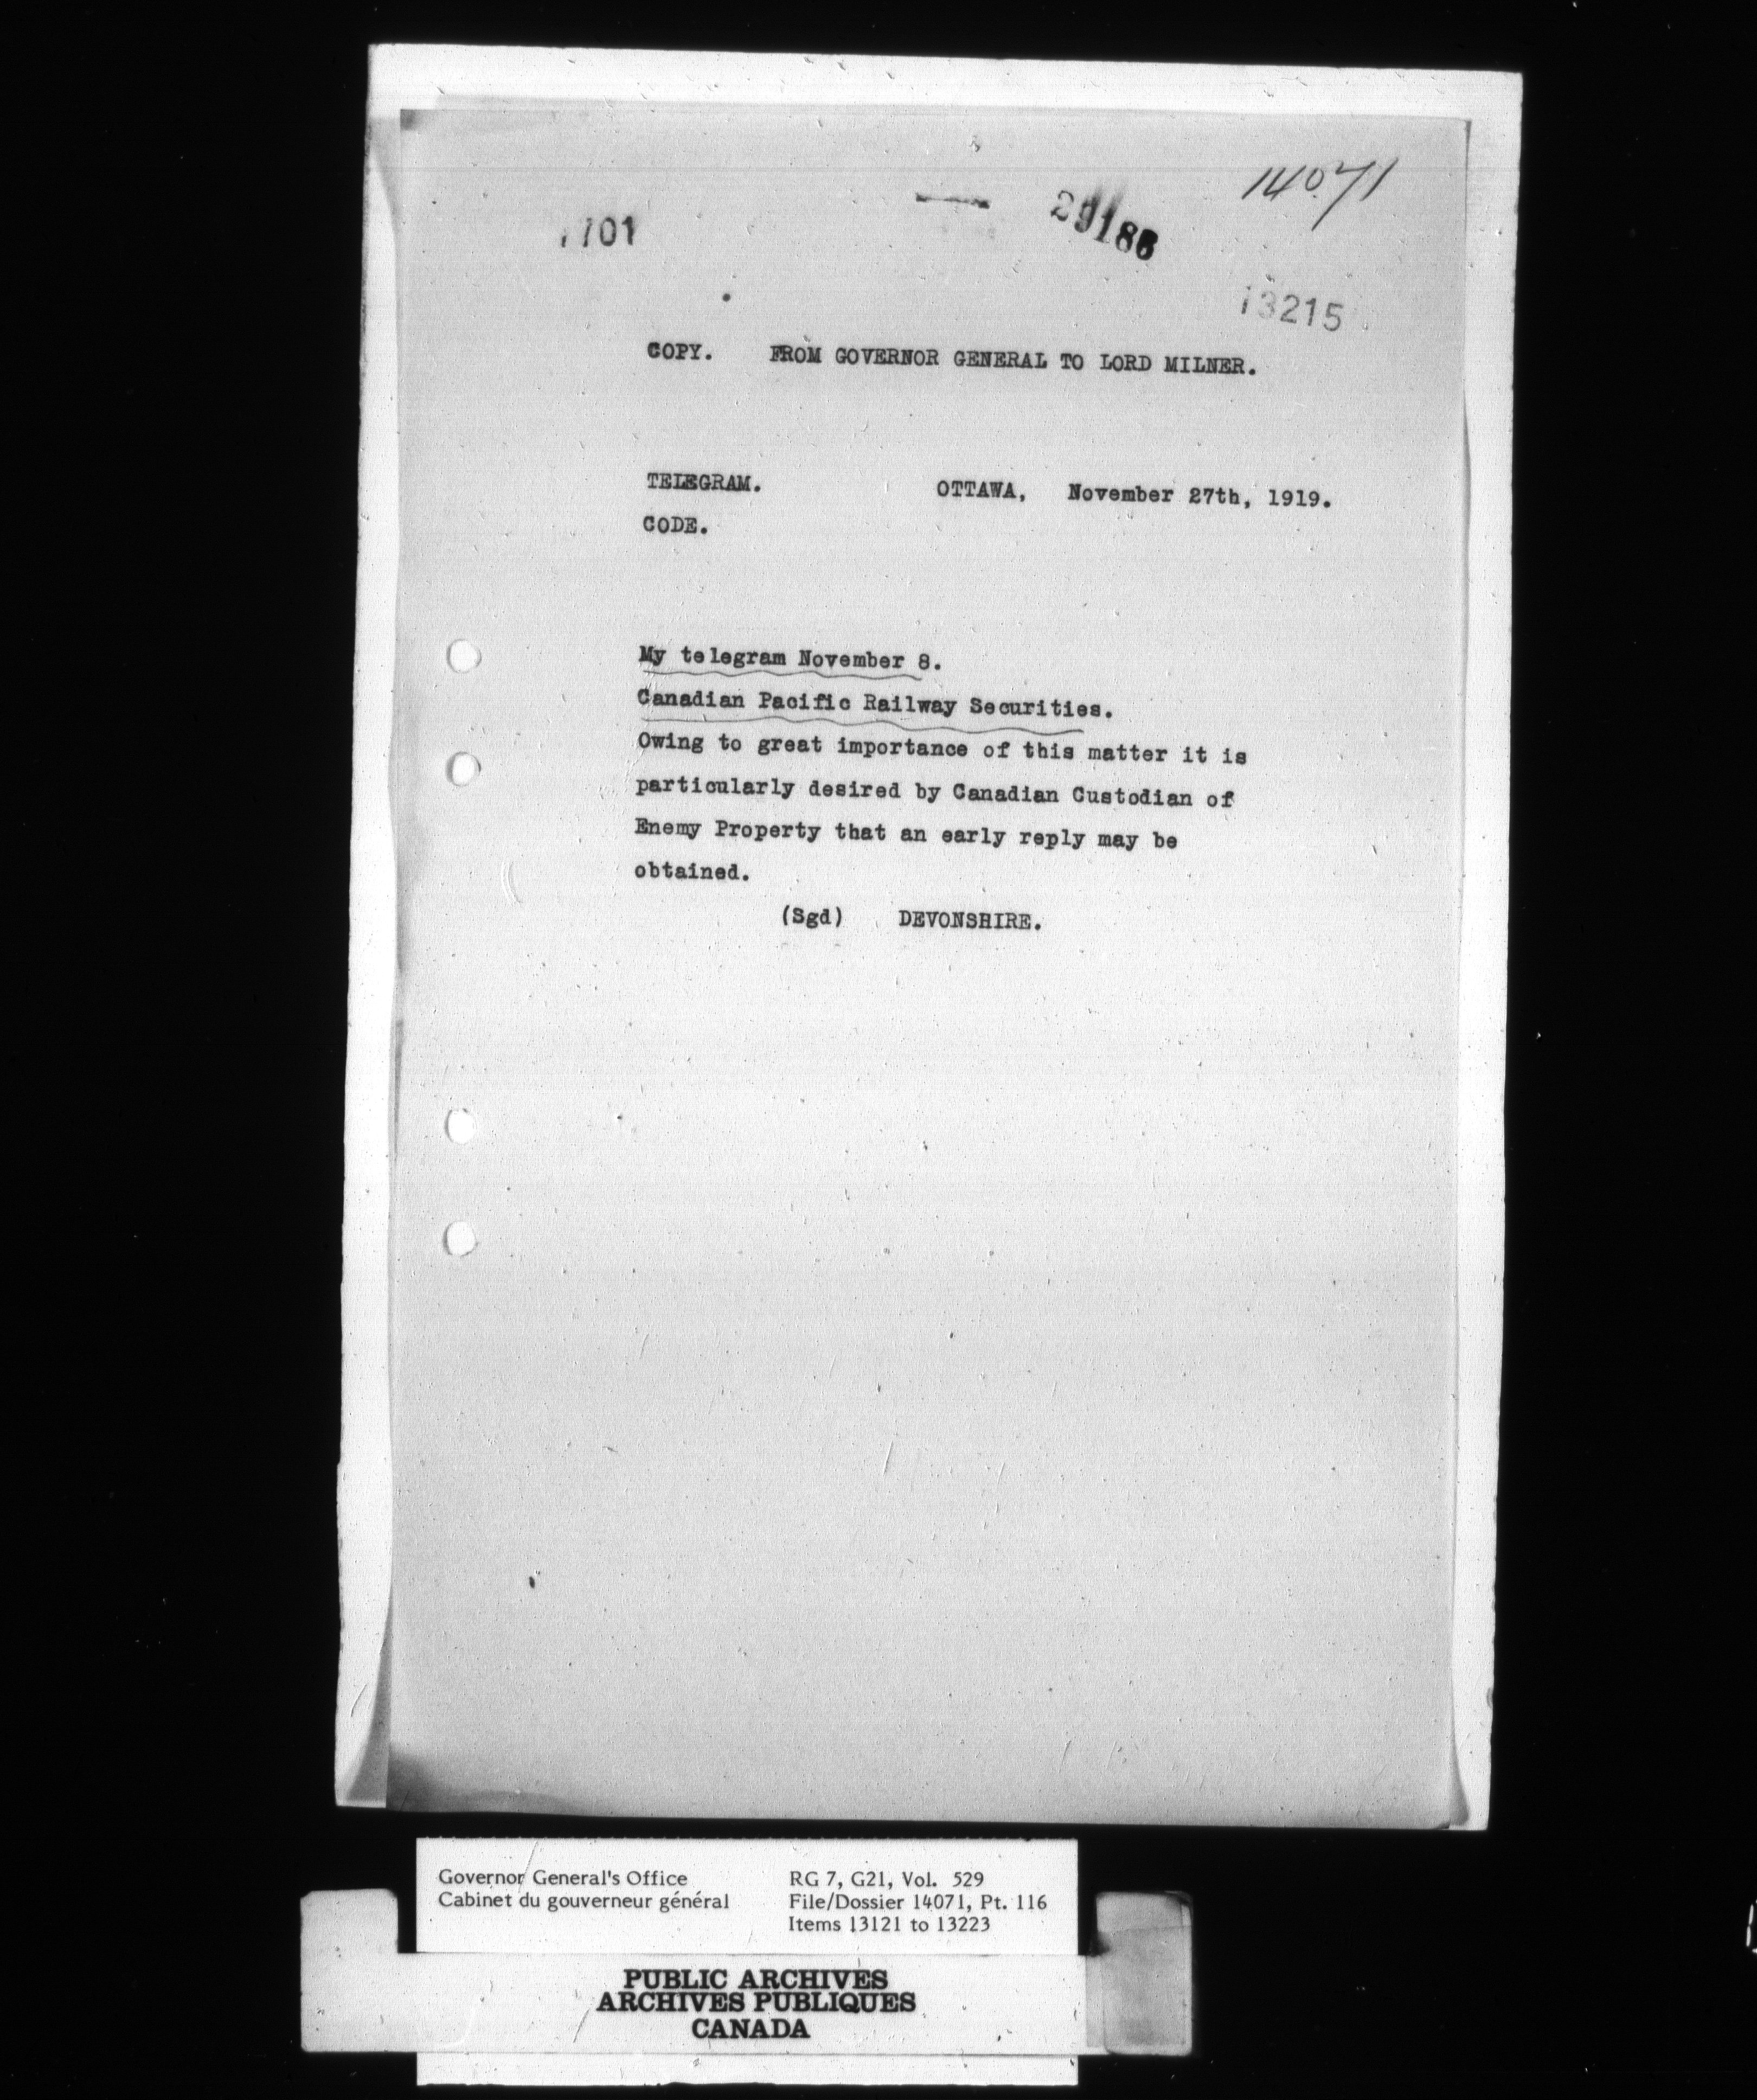 14071
29186
13215
COPY. FROM GOVERNOR GENERAL TO LORD MILNER.
TELEGRAM. OTTAWA, November 27th, 1919.
CODE.
My telegram November 8.
Canadian Pacific Railway Securities.
Owing to great importance of this matter it is
particularly desired by Canadian Custodian of
Enemy Property that an early reply may be
obtained.
(Sgd) DEVONSHIRE.
Governor General's Office RG 7, G21, Vol. 529
Cabinet du gouverneur général File/Dossier 14071, Pt. 116
Items 13121 to 13223
PUBLIC ARCHIVES
ARCHIVES PUBLIQUES
CANADA